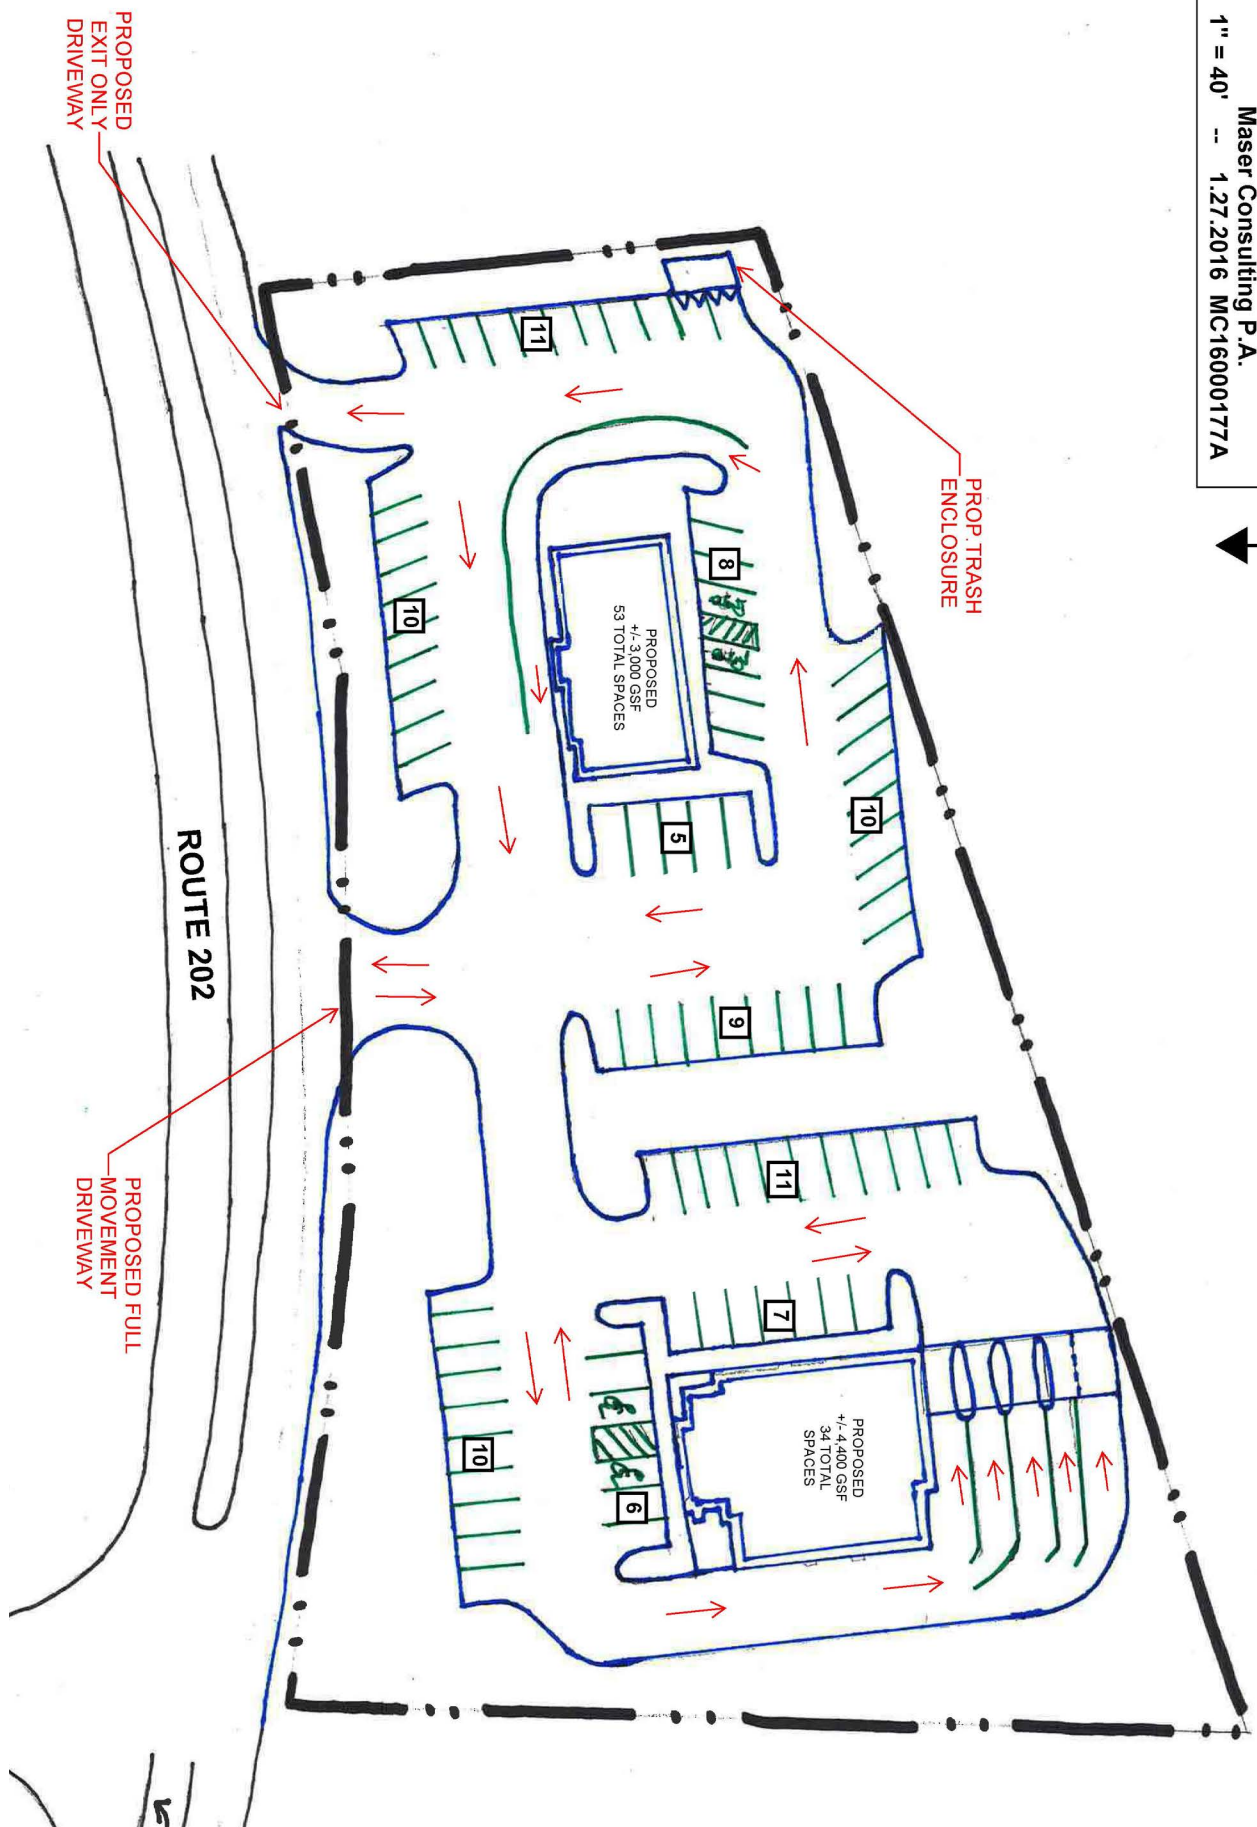 Maser Consulting P.A.
1" = 40' -- 1.27.2016 MC16000177A
PROPOSED
EXIT ONLY
DRIVEWAY
PROP. TRASH
ENCLOSURE
11
8
10
PROPOSED
+/- 3,000 GSF
53 TOTAL SPACES
5
10
9
ROUTE 202
PROPOSED FULL
MOVEMENT
DRIVEWAY
11
7
10
6
PROPOSED
+/- 4,400 GSF
34 TOTAL
SPACES